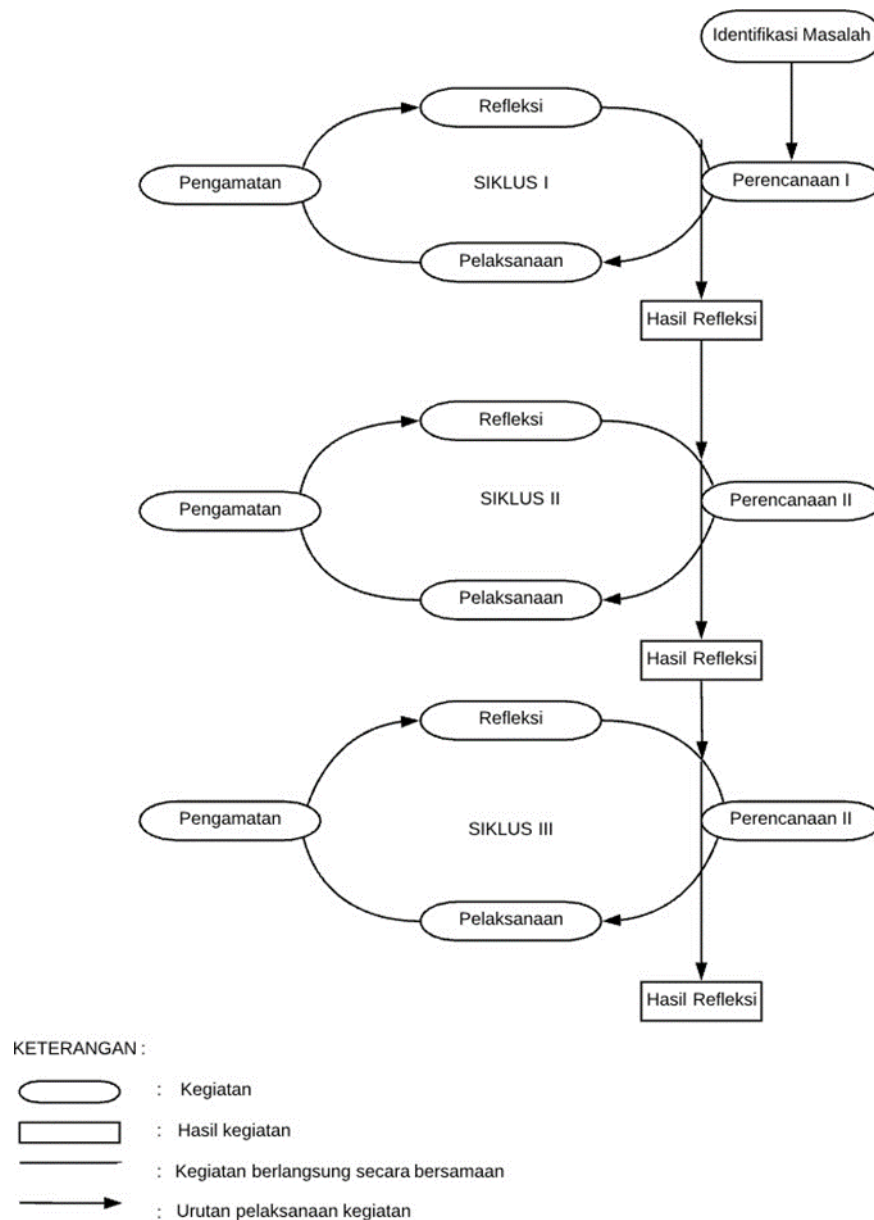 Identifikasi Masalah
Refleksi
Pengamatan
SIKLUS I
Perencanaan I
Pelaksanaan
Hasil Refleksi
Refleksi
Pengamatan
SIKLUS II
Perencanaan II
Pelaksanaan
Hasil Refleksi
Refleksi
Pengamatan
SIKLUS III
Perencanaan II
Pelaksanaan
Hasil Refleksi
KETERANGAN :
: Kegiatan
: Hasil kegiatan
: Kegiatan berlangsung secara bersamaan
: Urutan pelaksanaan kegiatan